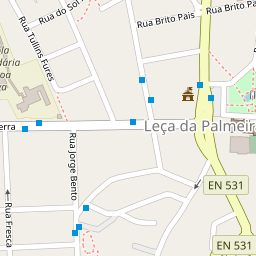 Rua Brito Pais
Rua Brito Pais
Rua do Sol
Rua Tullins Fures
Leça da Palmeir
Rua Jorge Bento
Rua Fresca
EN 531
EN 531